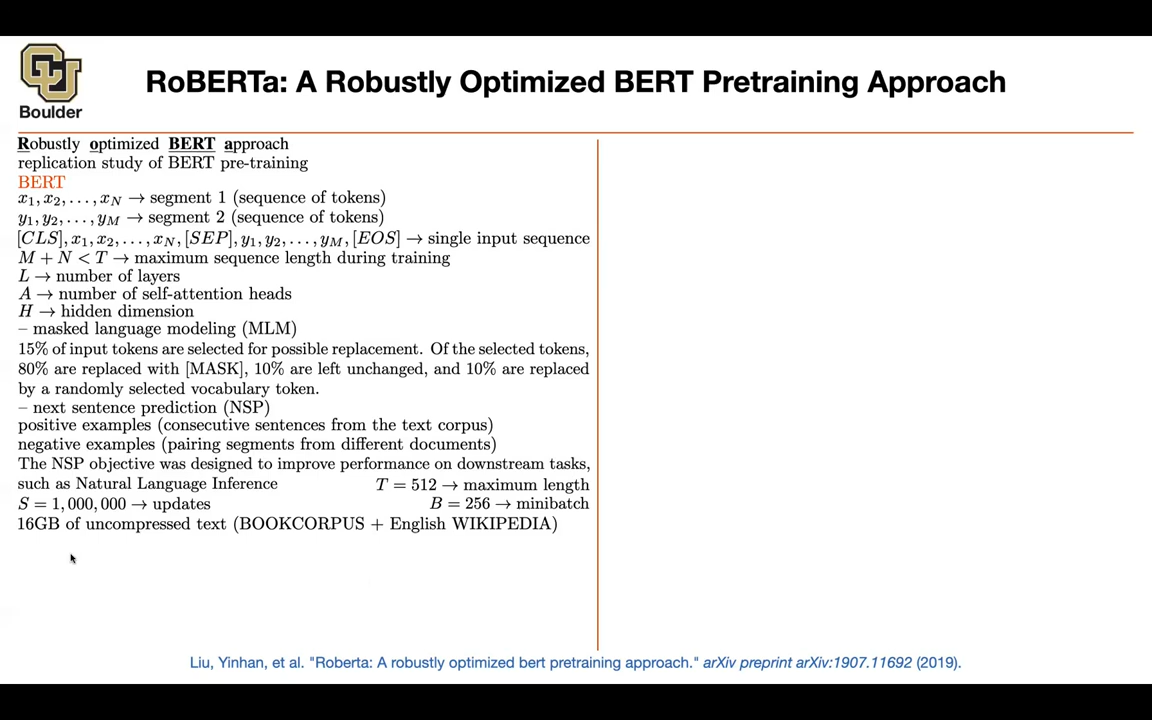 CU
Boulder
RoBERTa: A Robustly Optimized BERT Pretraining Approach
Robustly optimized BERT approach
replication study of BERT pre-training
BERT
x₁, x₂, . . . , x_N → segment 1 (sequence of tokens)
y₁, y₂, . . . , y_M → segment 2 (sequence of tokens)
[CLS], x₁, x₂, . . . , x_N, [SEP], y₁, y₂, . . . , y_M, [EOS] → single input sequence
M + N < T → maximum sequence length during training
L → number of layers
A → number of self-attention heads
H → hidden dimension
– masked language modeling (MLM)
15% of input tokens are selected for possible replacement. Of the selected tokens,
80% are replaced with [MASK], 10% are left unchanged, and 10% are replaced
by a randomly selected vocabulary token.
– next sentence prediction (NSP)
positive examples (consecutive sentences from the text corpus)
negative examples (pairing segments from different documents)
The NSP objective was designed to improve performance on downstream tasks,
such as Natural Language Inference T = 512 → maximum length
S = 1,000,000 → updates B = 256 → minibatch
16GB of uncompressed text (BOOKCORPUS + English WIKIPEDIA)
Liu, Yinhan, et al. "Roberta: A robustly optimized bert pretraining approach." arXiv preprint arXiv:1907.11692 (2019).